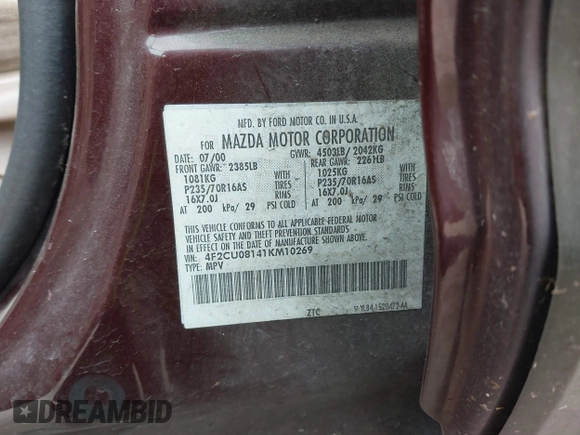 MFD. BY FORD MOTOR CO. IN U.S.A.
FOR MAZDA MOTOR CORPORATION
DATE: 07/00 GVWR: 4503LB/ 2042KG
FRONT GAWR: 2385LB REAR GAWR: 2261LB
1081KG WITH 1025KG WITH
P235/70R16AS TIRES P235/70R16AS TIRES
16X7.0J RIMS 16X7.0J RIMS
AT 200 kPa/ 29 PSI COLD AT 200 kPa/ 29 PSI COLD
THIS VEHICLE CONFORMS TO ALL APPLICABLE FEDERAL MOTOR
VEHICLE SAFETY AND THEFT PREVENTION STANDARDS IN EFFECT ON THE
DATE OF MANUFACTURE SHOWN ABOVE.
VIN: 4F2CU08141KM10269
TYPE: MPV
ZTC
DREAMBID